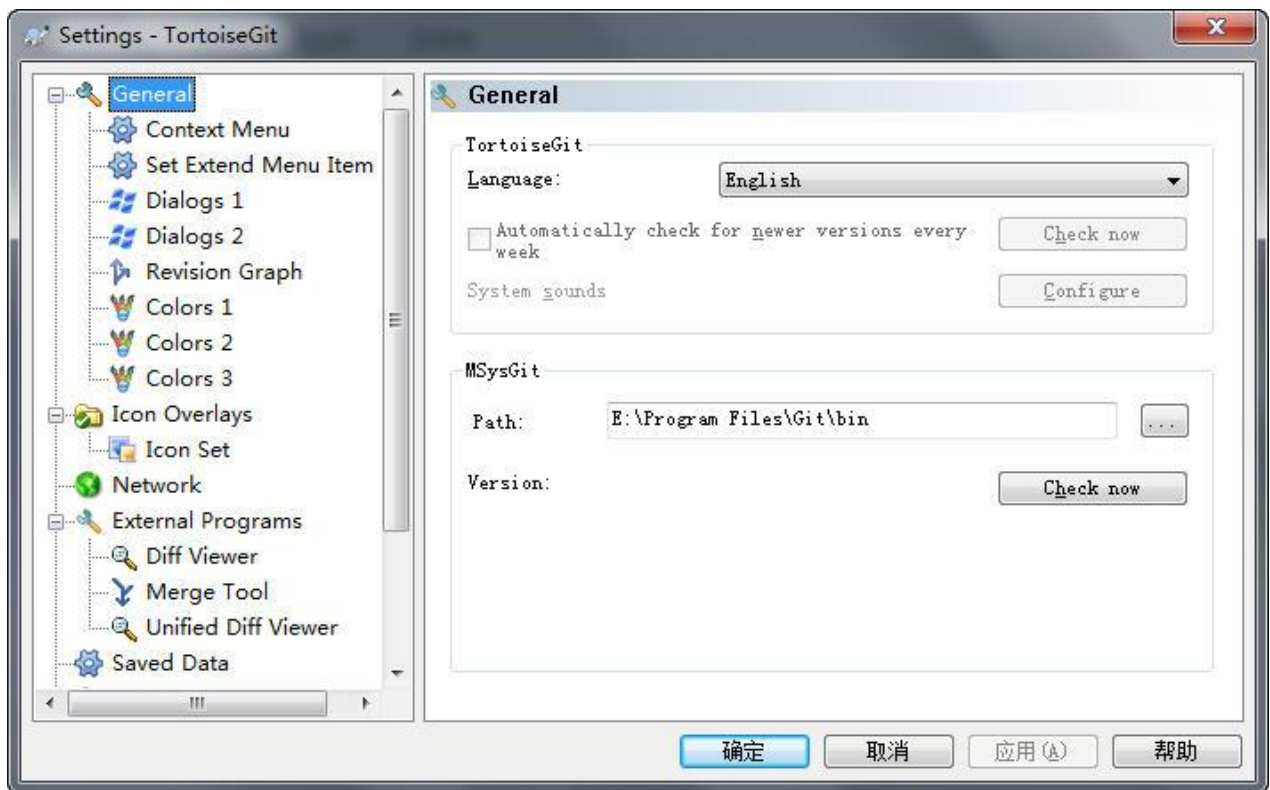 Settings - TortoiseGit
General
Context Menu
Set Extend Menu Item
Dialogs 1
Dialogs 2
Revision Graph
Colors 1
Colors 2
Colors 3
Icon Overlays
Icon Set
Network
External Programs
Diff Viewer
Merge Tool
Unified Diff Viewer
Saved Data
General
TortoiseGit
Language:
English
Automatically check for newer versions every
week
Check now
System sounds
Configure
MSysGit
Path:
E:\Program Files\Git\bin
...
Version:
Check now
确定
取消
应用(A)
帮助